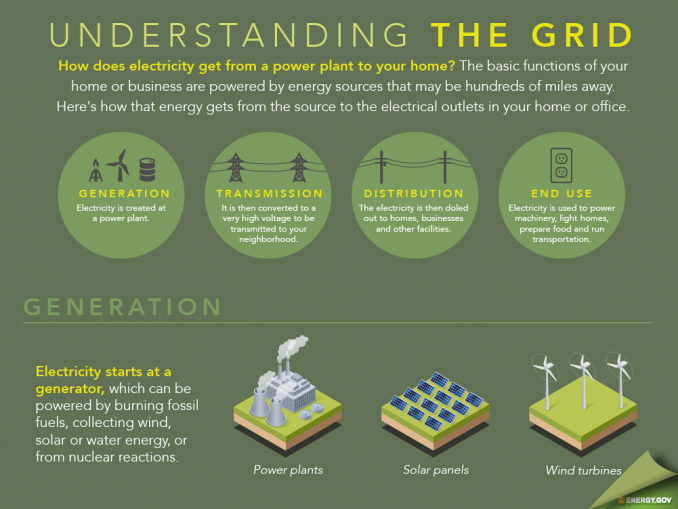 UNDERSTANDING THE GRID
How does electricity get from a power plant to your home? The basic functions of your
home or business are powered by energy sources that may be hundreds of miles away.
Here's how that energy gets from the source to the electrical outlets in your home or office.
GENERATION
Electricity is created at
a power plant.
TRANSMISSION
It is then converted to a
very high voltage to be
transmitted to your
neighborhood.
DISTRIBUTION
The electricity is then doled
out to homes, businesses
and other facilities.
END USE
Electricity is used to power
machinery, light homes,
prepare food and run
transportation.
GENERATION
Electricity starts at a
generator, which can be
powered by burning fossil
fuels, collecting wind,
solar or water energy, or
from nuclear reactions.
Power plants
Solar panels
Wind turbines
ENERGY.GOV